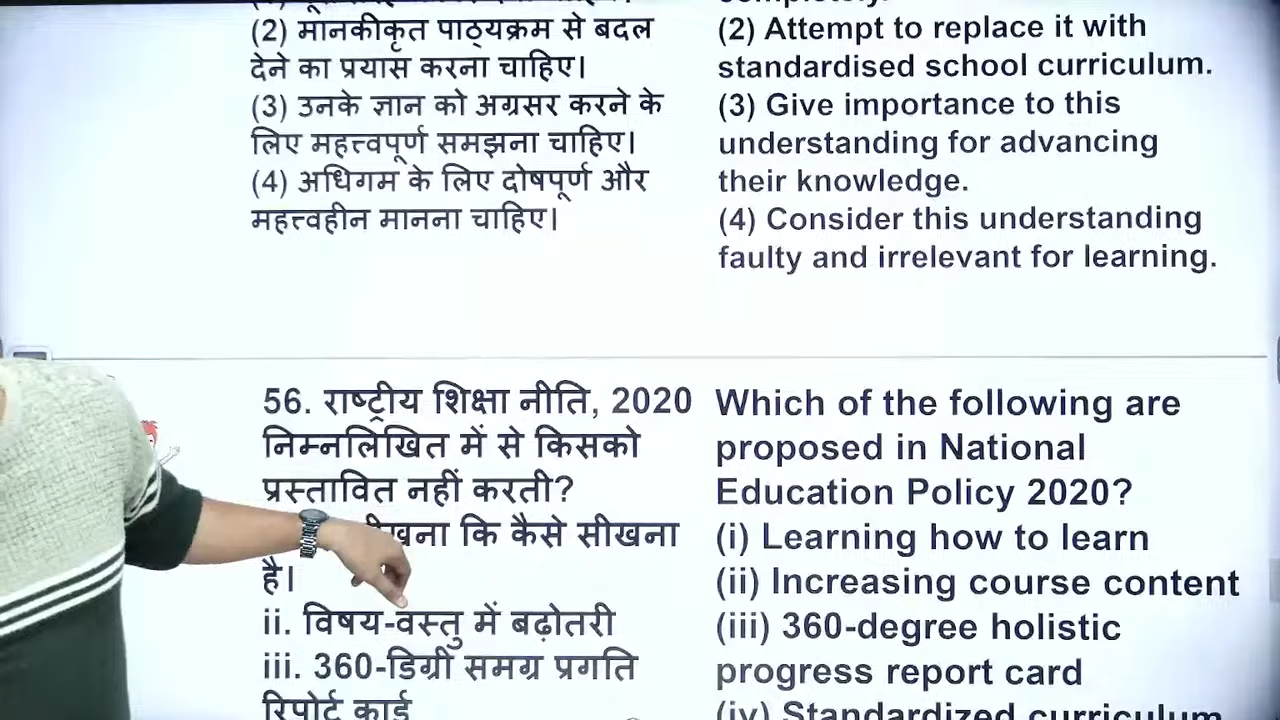 (2) मानकीकृत पाठ्यक्रम से बदल
देने का प्रयास करना चाहिए।
(3) उनके ज्ञान को अग्रसर करने के
लिए महत्त्वपूर्ण समझना चाहिए।
(4) अधिगम के लिए दोषपूर्ण और
महत्त्वहीन मानना चाहिए।
completely.
(2) Attempt to replace it with
standardised school curriculum.
(3) Give importance to this
understanding for advancing
their knowledge.
(4) Consider this understanding
faulty and irrelevant for learning.
56. राष्ट्रीय शिक्षा नीति, 2020
निम्नलिखित में से किसको
प्रस्तावित नहीं करती?
कि कैसे सीखना
है।
ii. विषय-वस्तु में बढ़ोतरी
iii. 360-डिग्री समग्र प्रगति
रिपोर्ट कार्ड
Which of the following are
proposed in National
Education Policy 2020?
(i) Learning how to learn
(ii) Increasing course content
(iii) 360-degree holistic
progress report card
(iv) Standardized curriculum